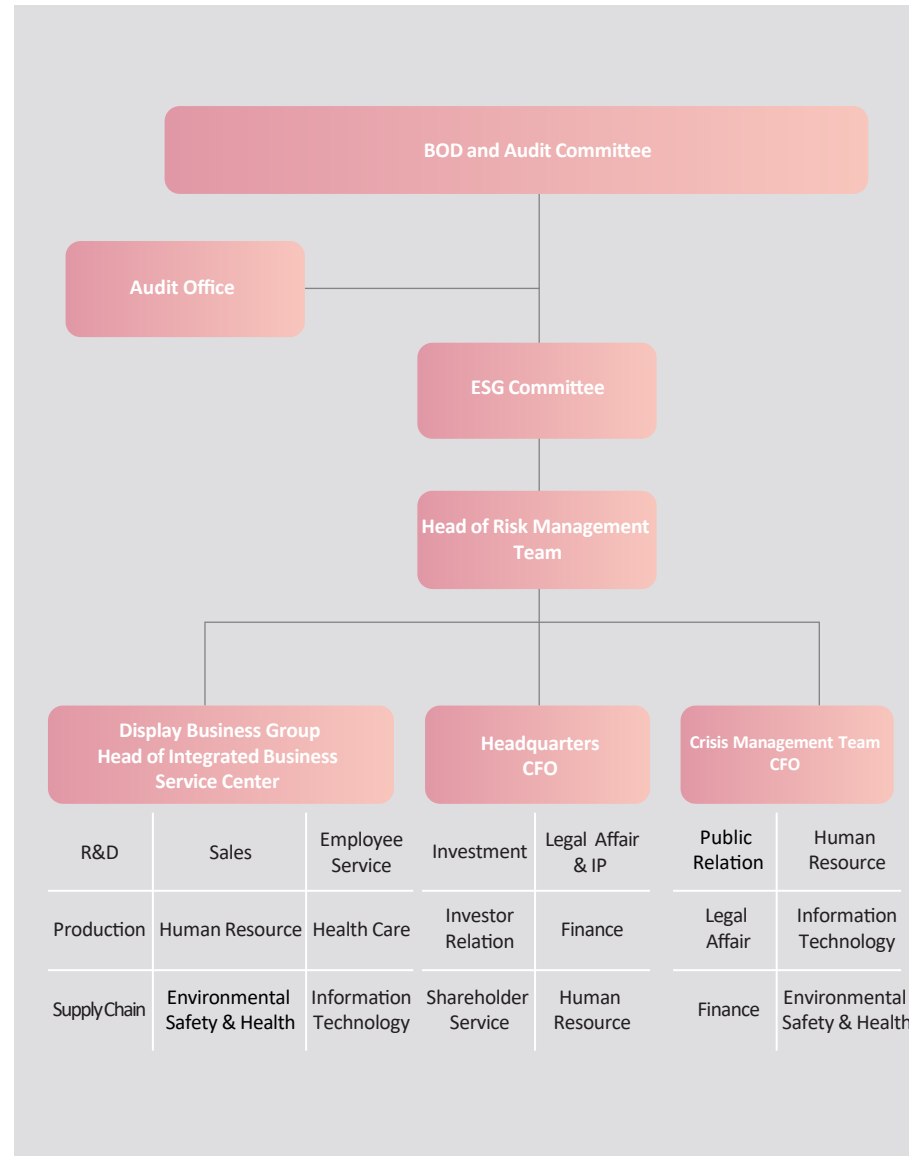 BOD and Audit Committee
Audit Office
ESG Committee
Head of Risk Management
Team
Display Business Group
Head of Integrated Business
Service Center
Headquarters
CFO
Crisis Management Team
CFO
R&D
Sales
Employee
Service
Production
Human Resource
Health Care
Supply Chain
Environmental
Safety & Health
Information
Technology
Investment
Legal Affair
& IP
Investor
Relation
Finance
Shareholder
Service
Human
Resource
Public
Relation
Human
Resource
Legal
Affair
Information
Technology
Finance
Environmental
Safety & Health